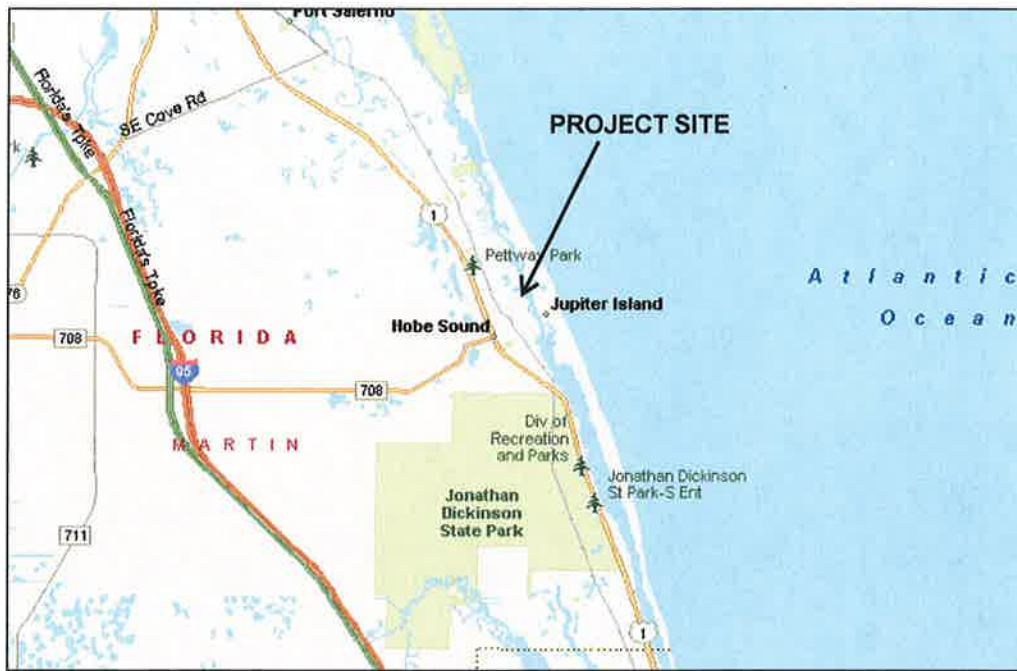 Port Salerno
Florida's Tpke
SE Cove Rd
PROJECT SITE
1
Florida's Tpke
Pettway Park
76
Atlantic
Ocean
Jupiter Island
Hobe Sound
708
FLORIDA
95
708
MARTIN
Div of
Recreation
and Parks
Jonathan Dickinson
St Park-S Ent
Jonathan
Dickinson
State Park
711
1